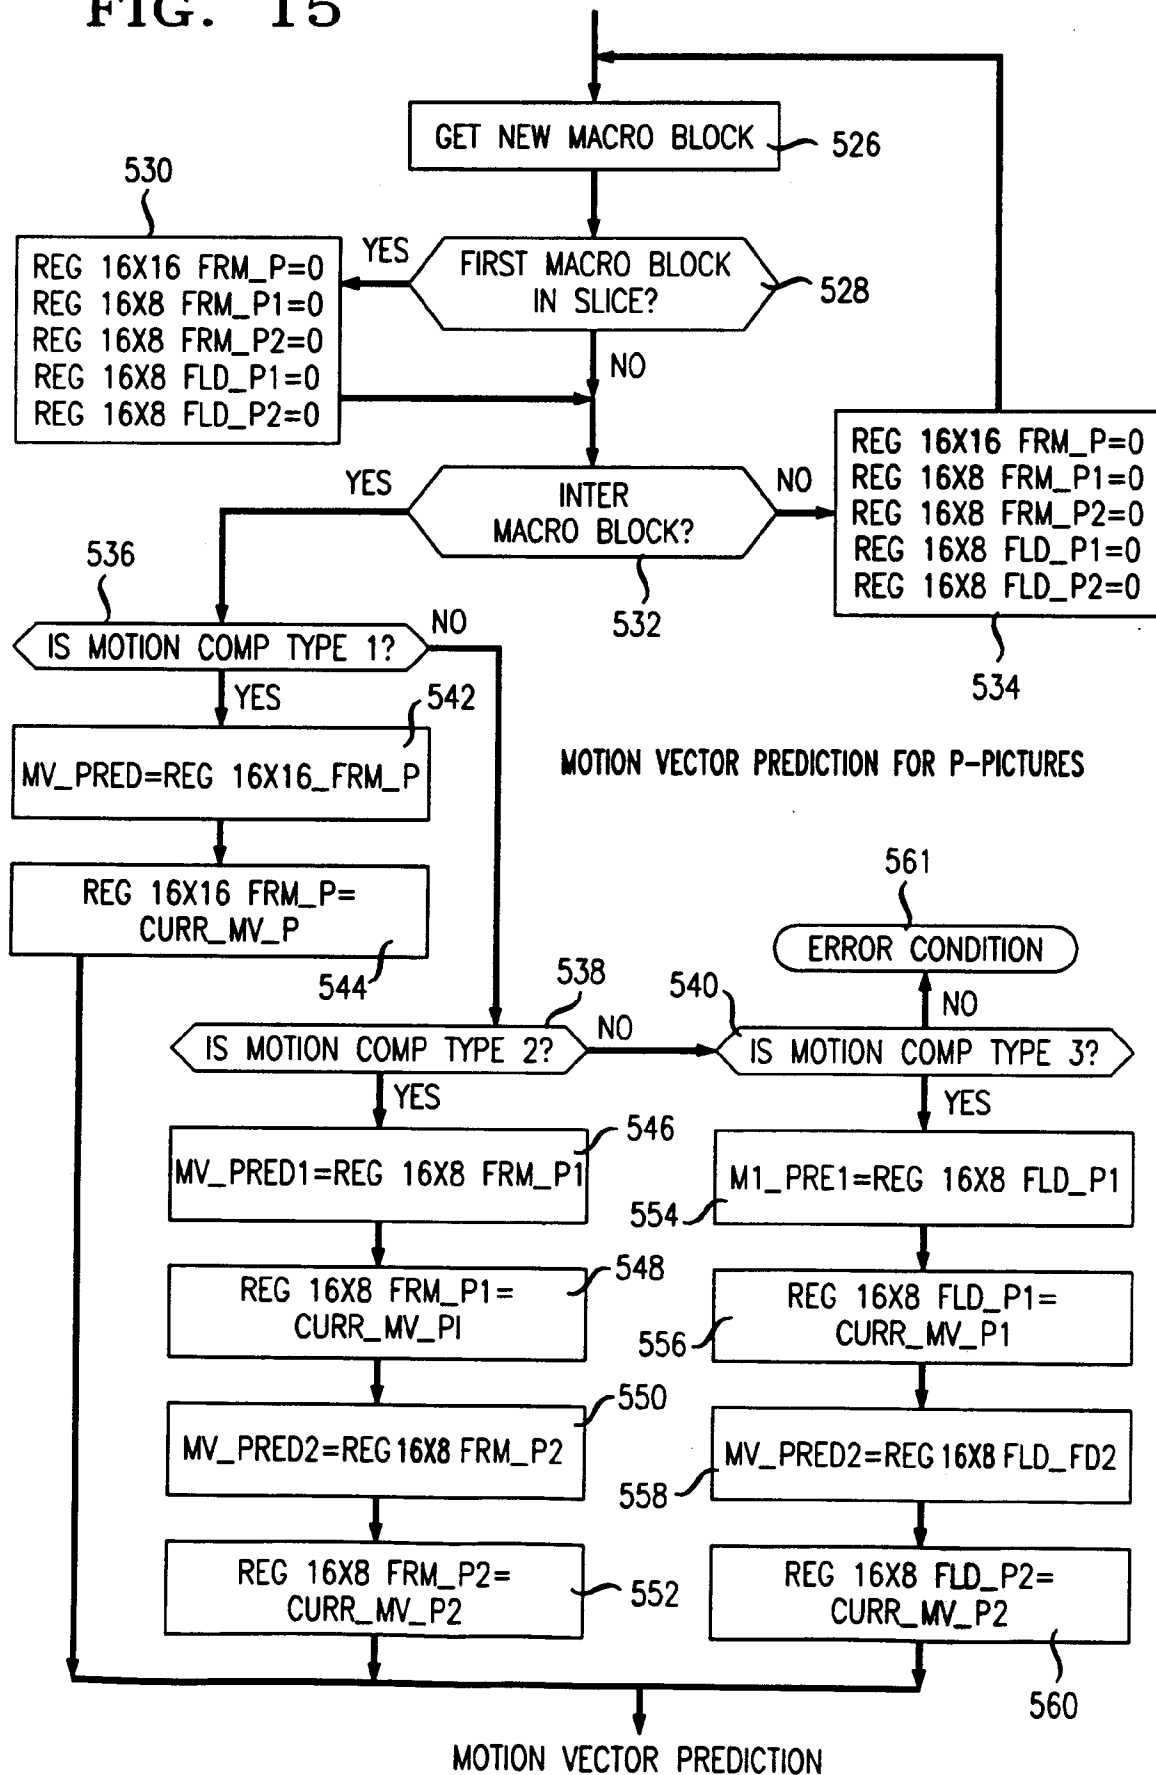 FIG. 15
GET NEW MACRO BLOCK
526
530
YES
FIRST MACRO BLOCK
IN SLICE?
528
REG 16X16 FRM_P=0
REG 16X8 FRM_P1=0
REG 16X8 FRM_P2=0
REG 16X8 FLD_P1=0
REG 16X8 FLD_P2=0
NO
YES
INTER
MACRO BLOCK?
532
NO
REG 16X16 FRM_P=0
REG 16X8 FRM_P1=0
REG 16X8 FRM_P2=0
REG 16X8 FLD_P1=0
REG 16X8 FLD_P2=0
534
536
IS MOTION COMP TYPE 1?
NO
YES
542
MV_PRED=REG 16X16_FRM_P
MOTION VECTOR PREDICTION FOR P-PICTURES
REG 16X16 FRM_P=
CURR_MV_P
544
561
ERROR CONDITION
538
IS MOTION COMP TYPE 2?
NO
540
NO
IS MOTION COMP TYPE 3?
YES
YES
546
MV_PRED1=REG 16X8 FRM_P1
M1_PRE1=REG 16X8 FLD_P1
554
548
REG 16X8 FRM_P1=
CURR_MV_PI
REG 16X8 FLD_P1=
CURR_MV_P1
556
550
MV_PRED2=REG 16X8 FRM_P2
MV_PRED2=REG 16X8 FLD_FD2
558
REG 16X8 FRM_P2=
CURR_MV_P2
552
REG 16X8 FLD_P2=
CURR_MV_P2
560
MOTION VECTOR PREDICTION